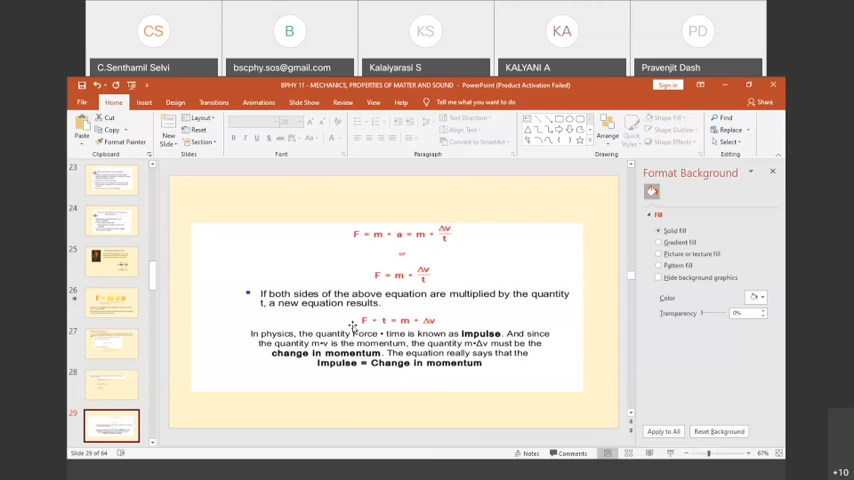 CS
B
KS
KA
PD
C.Senthamil Selvi
bscphy.sos@gmail.com
Kalaiyarasi S
KALYANI A
Pravenjit Dash
BPHY 11 - MECHANICS, PROPERTIES OF MATTER AND SOUND - PowerPoint (Product Activation Failed)
Sign in
File Home Insert Design Transitions Animations Slide Show Review View Help Tell me what you want to do
Share
Paste
Cut
Copy
Format Painter
Clipboard
New Slide
Layout
Reset
Section
Slides
Font
Text Direction
Align Text
Convert to SmartArt
Paragraph
Arrange
Quick Styles
Shape Fill
Shape Outline
Shape Effects
Drawing
Find
Replace
Select
Editing
23
24
25
26
27
28
29
F = m • a = m • Δv/t
or
F = m • Δv/t
If both sides of the above equation are multiplied by the quantity
t, a new equation results.
F • t = m • Δv
In physics, the quantity Force • time is known as impulse. And since
the quantity m•v is the momentum, the quantity m•Δv must be the
change in momentum. The equation really says that the
Impulse = Change in momentum
Format Background
Fill
Solid fill
Gradient fill
Picture or texture fill
Pattern fill
Hide background graphics
Color
Transparency 0%
Apply to All
Reset Background
Slide 29 of 64
Notes
Comments
67%
+10